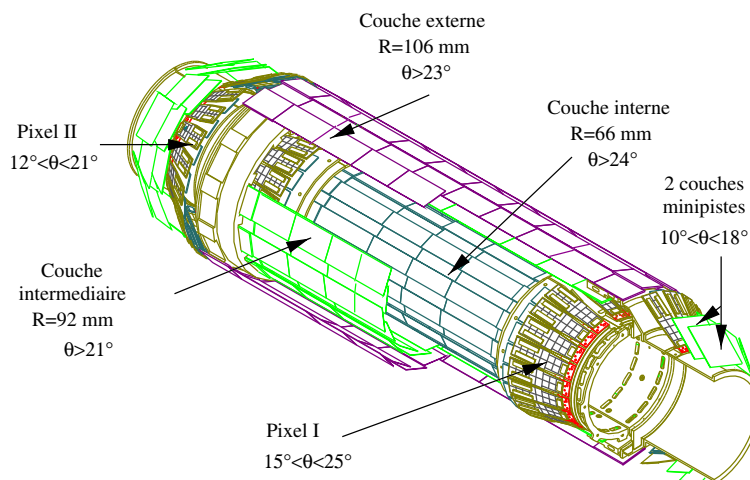 Couche externe
R=106 mm
θ>23°
Couche interne
R=66 mm
θ>24°
Pixel II
12°<θ<21°
2 couches
minipistes
10°<θ<18°
Couche
intermediaire
R=92 mm
θ>21°
Pixel I
15°<θ<25°